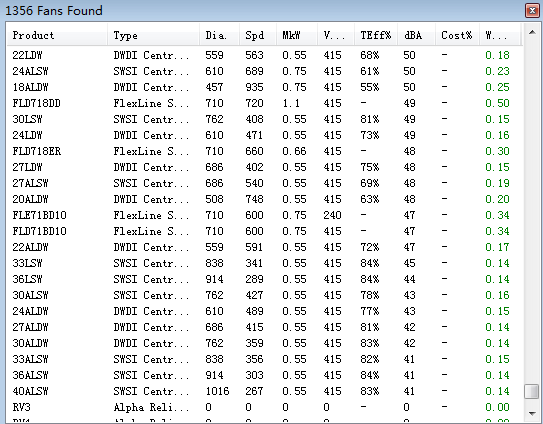 1356 Fans Found
Product Type Dia. Spd MkW V... TEff% dBA Cost% W...
22LDW DWDI Centr... 559 563 0.55 415 68% 50 - 0.18
24ALSW SWSI Centr... 610 689 0.75 415 61% 50 - 0.23
18ALDW DWDI Centr... 457 935 0.75 415 55% 50 - 0.25
FLD718DD FlexLine S... 710 720 1.1 415 - 49 - 0.50
30LSW SWSI Centr... 762 408 0.55 415 81% 49 - 0.15
24LDW DWDI Centr... 610 471 0.55 415 73% 49 - 0.16
FLD718ER FlexLine S... 710 660 0.66 415 - 48 - 0.30
27LDW DWDI Centr... 686 402 0.55 415 75% 48 - 0.15
27ALSW SWSI Centr... 686 540 0.55 415 69% 48 - 0.19
20ALDW DWDI Centr... 508 748 0.55 415 63% 48 - 0.20
FLE71BD10 FlexLine S... 710 600 0.75 240 - 47 - 0.34
FLD71BD10 FlexLine S... 710 600 0.75 415 - 47 - 0.34
22ALDW DWDI Centr... 559 591 0.55 415 72% 47 - 0.17
33LSW SWSI Centr... 838 341 0.55 415 84% 45 - 0.14
36LSW SWSI Centr... 914 289 0.55 415 84% 44 - 0.14
30ALSW SWSI Centr... 762 427 0.55 415 78% 43 - 0.16
24ALDW DWDI Centr... 610 489 0.55 415 77% 43 - 0.15
27ALDW DWDI Centr... 686 415 0.55 415 81% 42 - 0.14
30ALDW DWDI Centr... 762 359 0.55 415 83% 42 - 0.14
33ALSW SWSI Centr... 838 356 0.55 415 82% 41 - 0.15
36ALSW SWSI Centr... 914 303 0.55 415 84% 41 - 0.14
40ALSW SWSI Centr... 1016 267 0.55 415 83% 41 - 0.14
RV3 Alpha Reli... 0 0 0 0 - 0 - 0.00